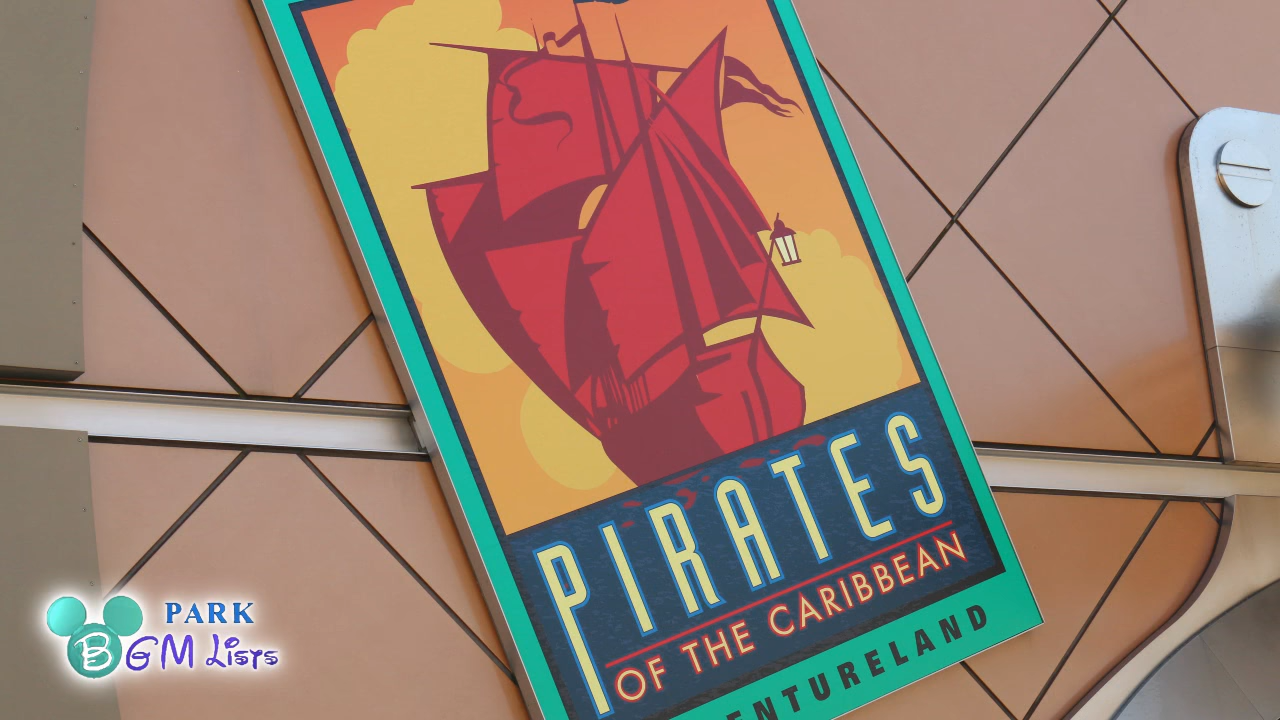 PIRATES
OF THE CARIBBEAN
ENTURELAND
PARK
BGM Lists